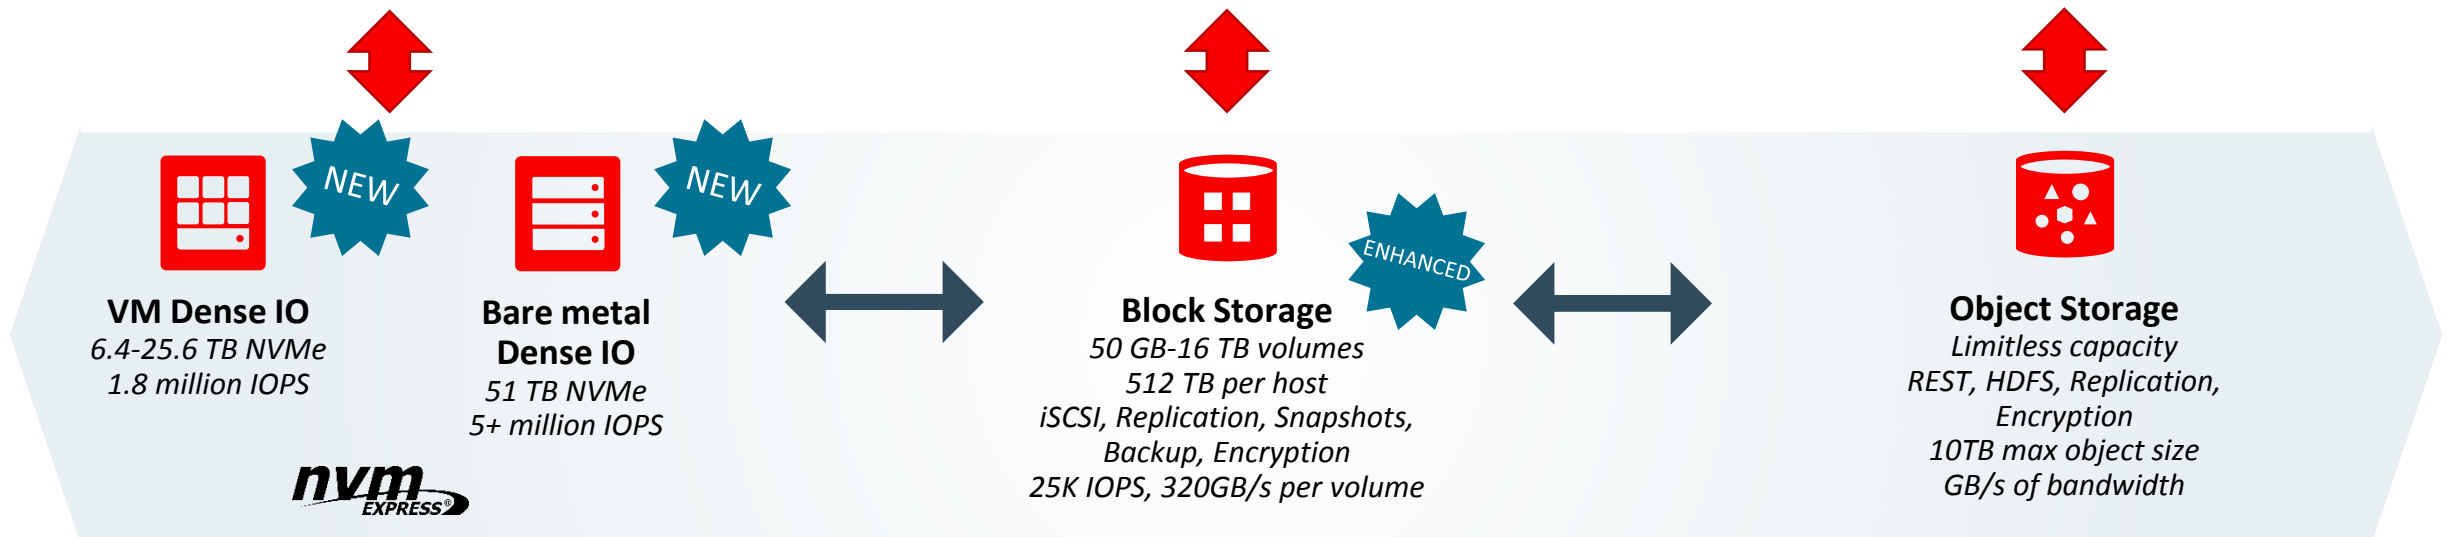 NEW
VM Dense IO
6.4-25.6 TB NVMe
1.8 million IOPS
NEW
Bare metal
Dense IO
51 TB NVMe
5+ million IOPS
nvm
EXPRESS®
Block Storage
ENHANCED
50 GB-16 TB volumes
512 TB per host
iSCSI, Replication, Snapshots,
Backup, Encryption
25K IOPS, 320GB/s per volume
Object Storage
Limitless capacity
REST, HDFS, Replication,
Encryption
10TB max object size
GB/s of bandwidth